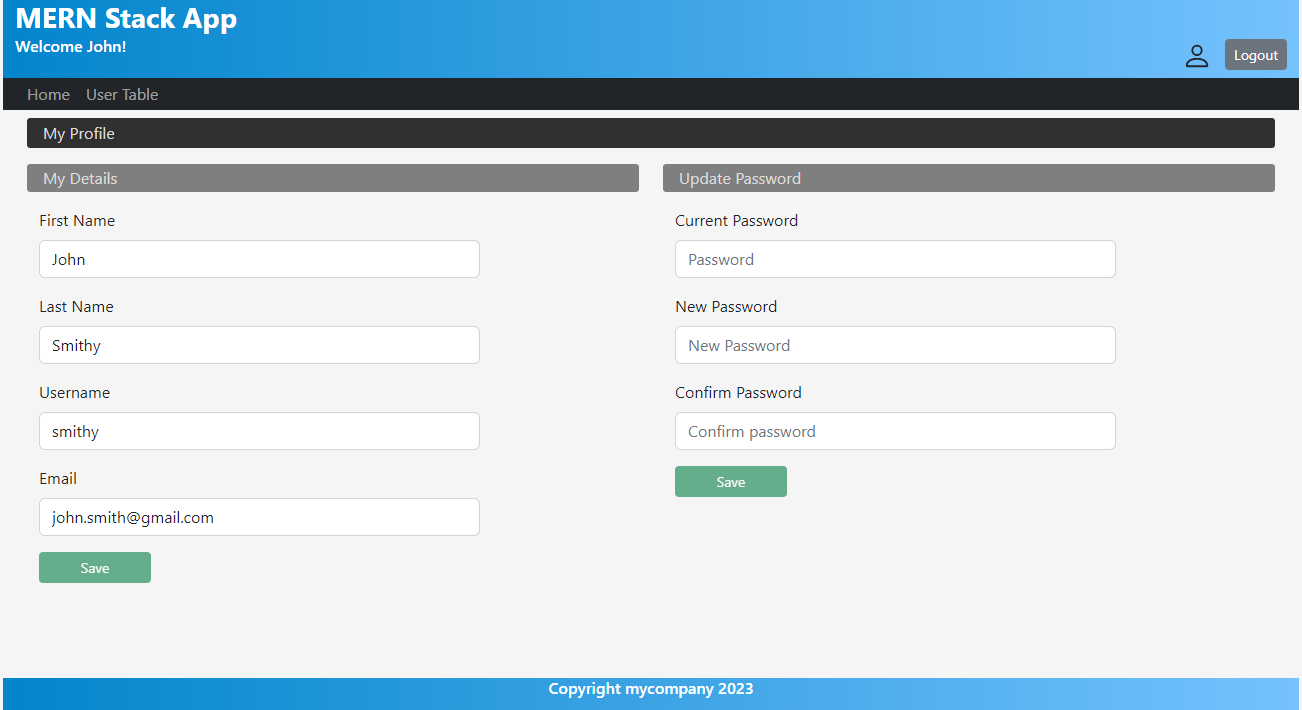 MERN Stack App
Welcome John!
Logout
Home User Table
My Profile
My Details
First Name
John
Last Name
Smithy
Username
smithy
Email
john.smith@gmail.com
Save
Update Password
Current Password
Password
New Password
New Password
Confirm Password
Confirm password
Save
Copyright mycompany 2023